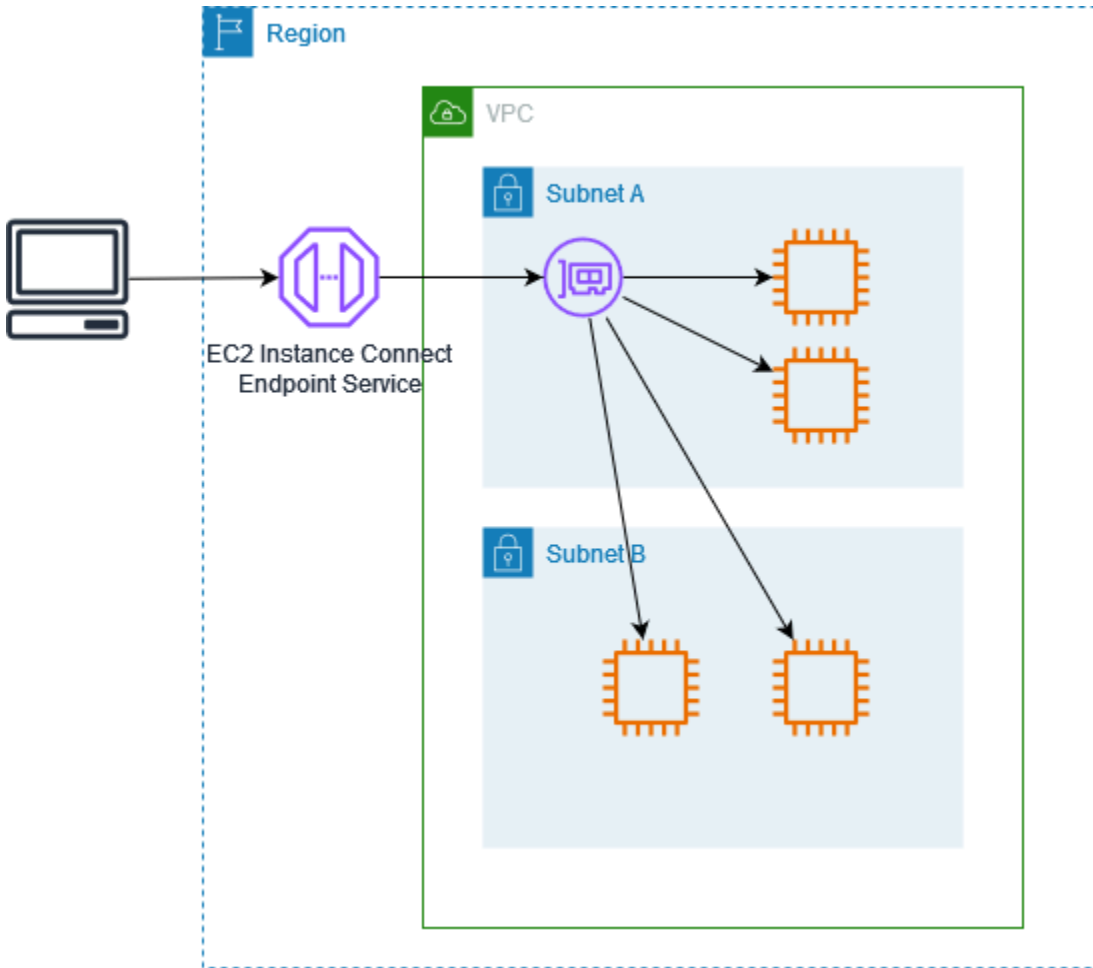 Region
VPC
Subnet A
EC2 Instance Connect
Endpoint Service
Subnet B